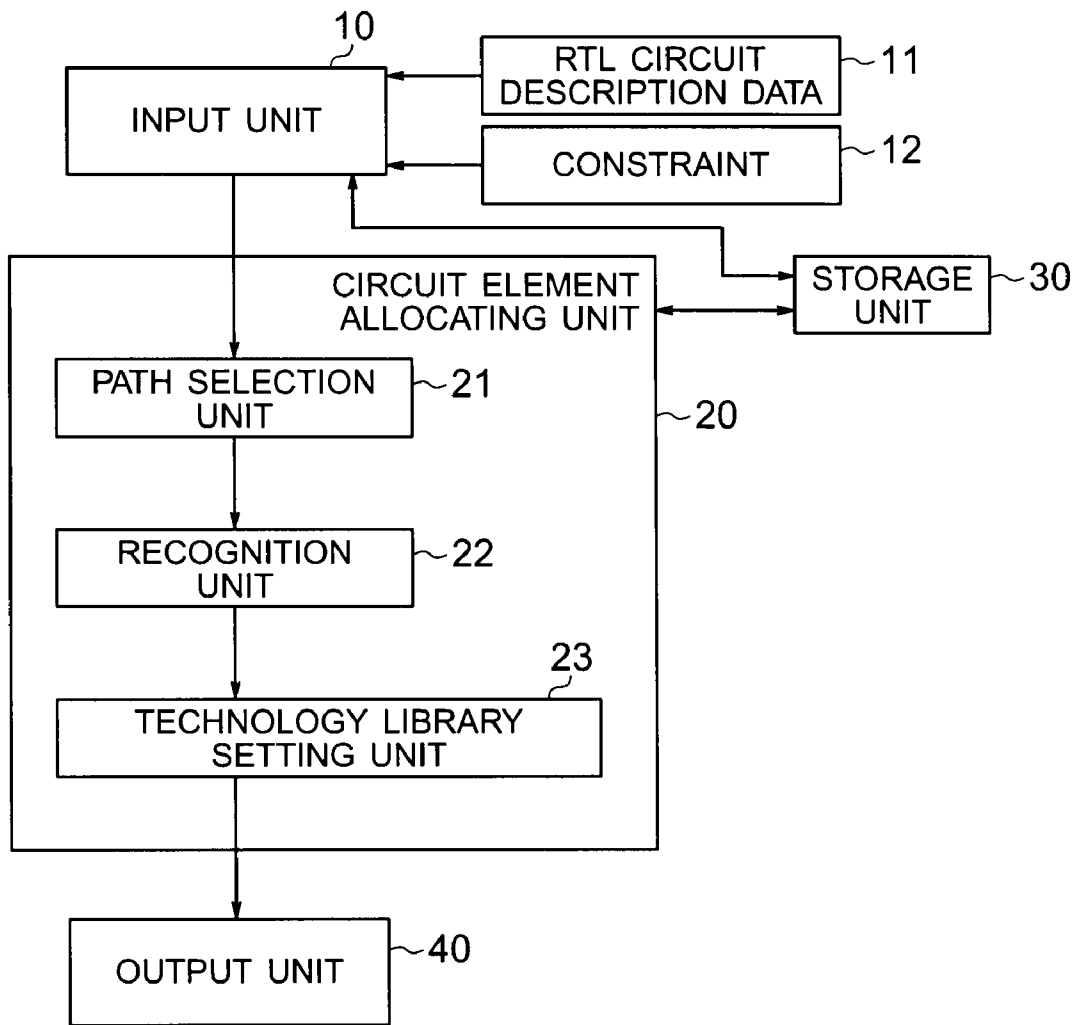 10
INPUT UNIT
RTL CIRCUIT
DESCRIPTION DATA
11
CONSTRAINT
12
CIRCUIT ELEMENT
ALLOCATING UNIT
STORAGE
UNIT
30
PATH SELECTION
UNIT
21
20
RECOGNITION
UNIT
22
23
TECHNOLOGY LIBRARY
SETTING UNIT
OUTPUT UNIT
40